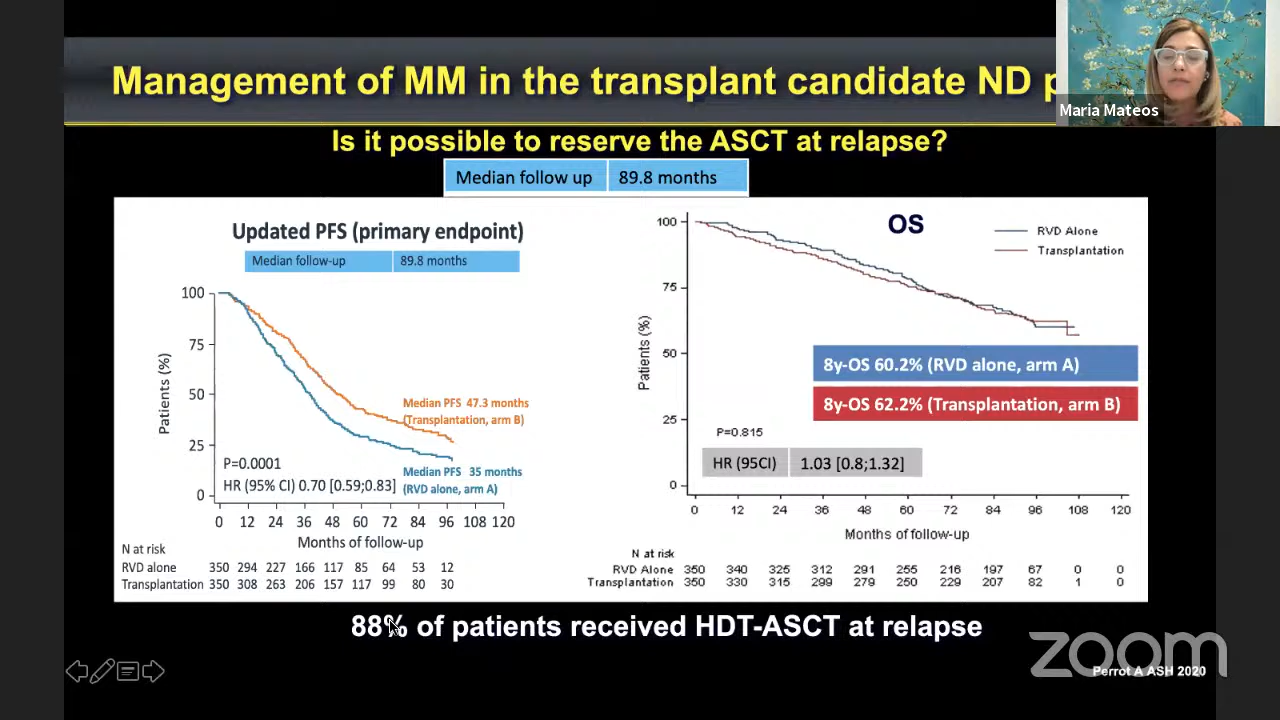 Management of MM in the transplant candidate ND p
Maria Mateos
Is it possible to reserve the ASCT at relapse?
Median follow up 89.8 months
Updated PFS (primary endpoint)
Median follow-up 89.8 months
100
75
50
25
0
Patients (%)
Median PFS 47.3 months
(Transplantation, arm B)
Median PFS 35 months
(RVD alone, arm A)
P=0.0001
HR (95% CI) 0.70 [0.59;0.83]
0 12 24 36 48 60 72 84 96 108 120
Months of follow-up
N at risk
RVD alone 350 294 227 166 117 85 64 53 12
Transplantation 350 308 263 206 157 117 99 80 30
OS
RVD Alone
Transplantation
100
75
50
25
0
Patients (%)
8y-OS 60.2% (RVD alone, arm A)
8y-OS 62.2% (Transplantation, arm B)
P=0.815
HR (95CI) 1.03 [0.8;1.32]
0 12 24 36 48 60 72 84 96 108 120
Months of follow-up
N at risk
RVD Alone 350 340 325 312 291 255 216 197 67 0 0
Transplantation 350 330 315 299 279 250 229 207 82 1 0
88% of patients received HDT-ASCT at relapse
zoom
Perrot A ASH 2020